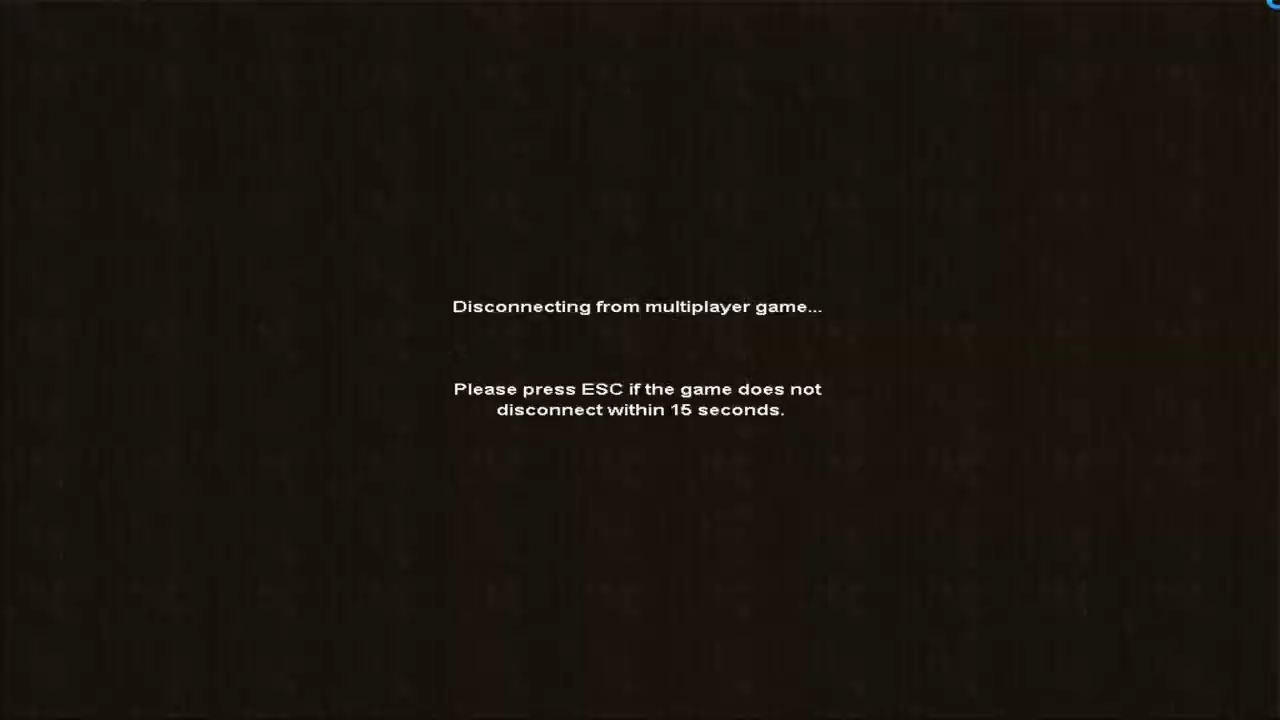 Disconnecting from multiplayer game...
Please press ESC if the game does not
disconnect within 15 seconds.